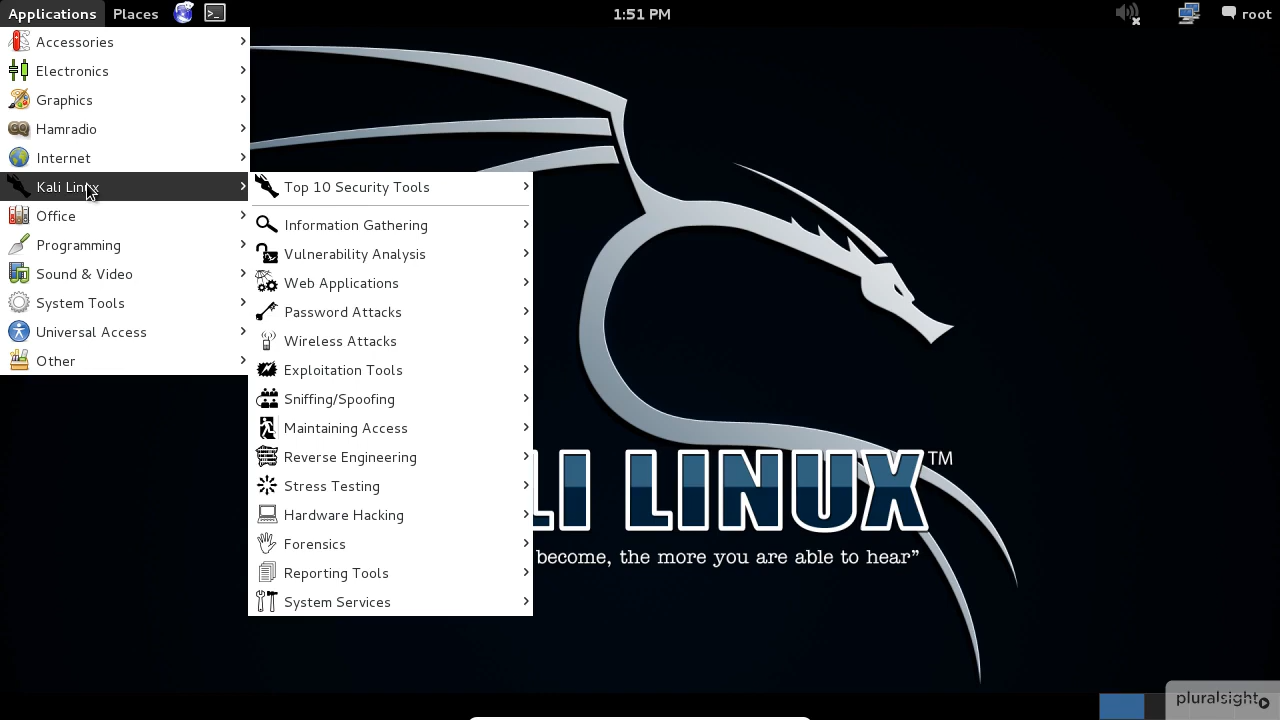 Applications Places 1:51 PM root
Accessories
Electronics
Graphics
Hamradio
Internet
Kali Linux
Office
Programming
Sound & Video
System Tools
Universal Access
Other
Top 10 Security Tools
Information Gathering
Vulnerability Analysis
Web Applications
Password Attacks
Wireless Attacks
Exploitation Tools
Sniffing/Spoofing
Maintaining Access
Reverse Engineering
Stress Testing
Hardware Hacking
Forensics
Reporting Tools
System Services
LI LINUX™
become, the more you are able to hear”
pluralsight